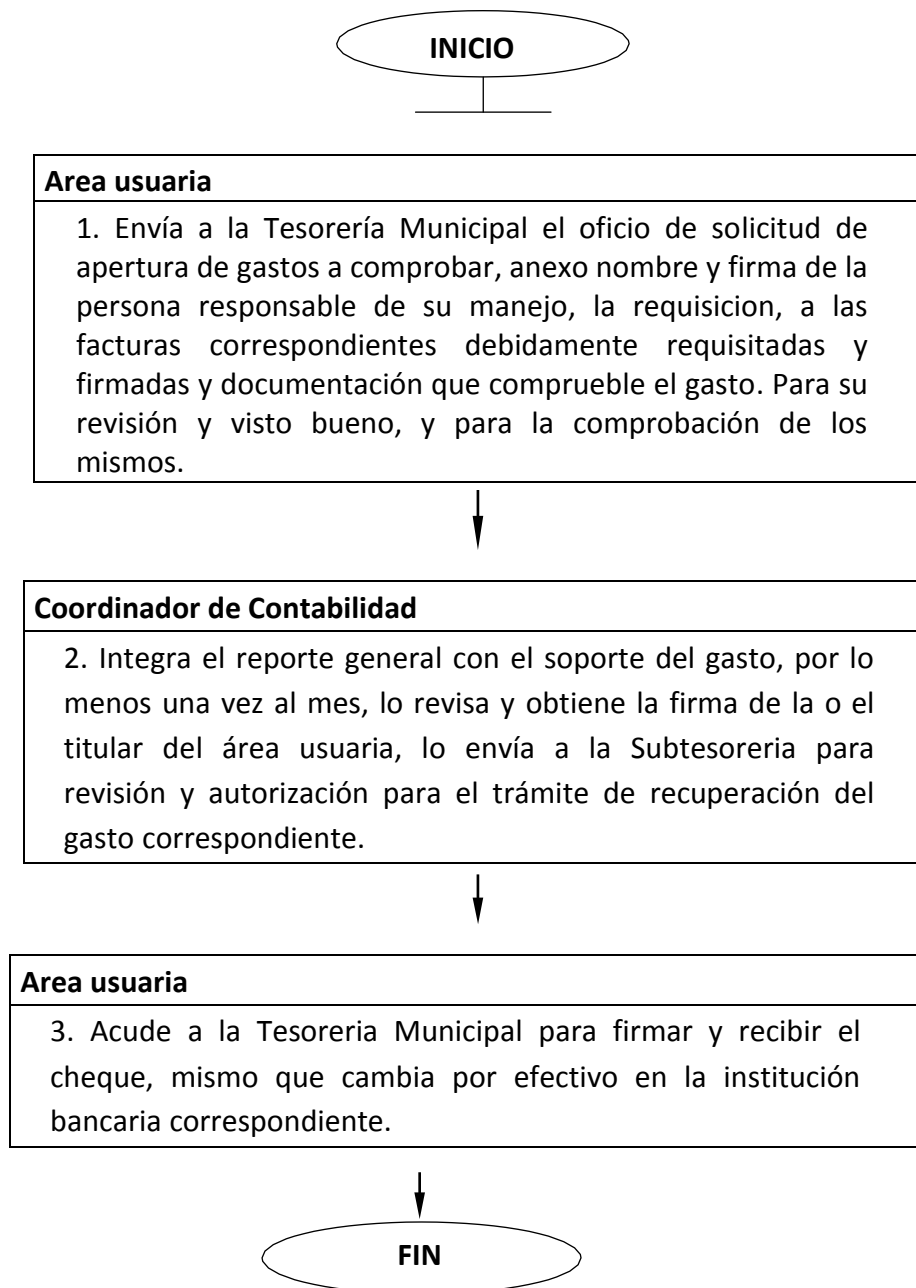 INICIO
Area usuaria
1. Envía a la Tesorería Municipal el oficio de solicitud de
apertura de gastos a comprobar, anexo nombre y firma de la
persona responsable de su manejo, la requisicion, a las
facturas correspondientes debidamente requisitadas y
firmadas y documentación que comprueble el gasto. Para su
revisión y visto bueno, y para la comprobación de los
mismos.
Coordinador de Contabilidad
2. Integra el reporte general con el soporte del gasto, por lo
menos una vez al mes, lo revisa y obtiene la firma de la o el
titular del área usuaria, lo envía a la Subtesoreria para
revisión y autorización para el trámite de recuperación del
gasto correspondiente.
Area usuaria
3. Acude a la Tesoreria Municipal para firmar y recibir el
cheque, mismo que cambia por efectivo en la institución
bancaria correspondiente.
FIN